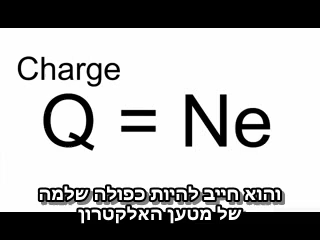 Charge
Q = Ne
והוא חייב להיות כפולה שלמה
של מטען האלקטרון